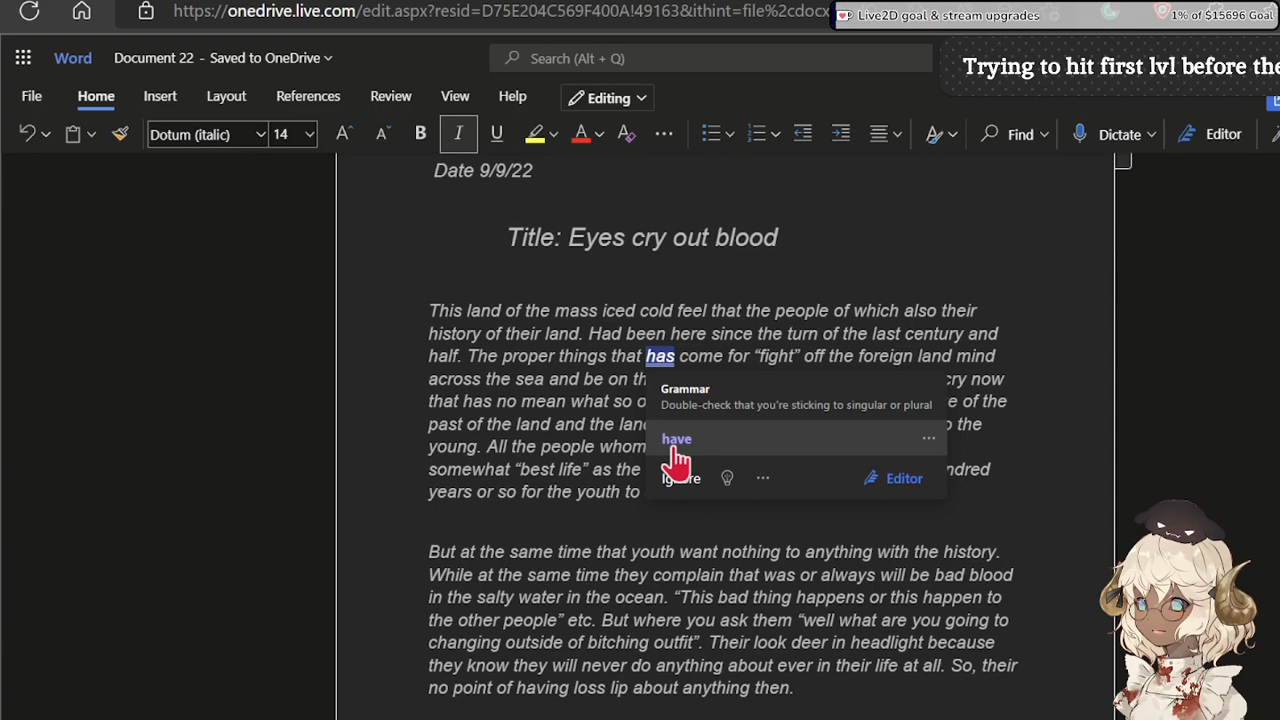 https://onedrive.live.com/edit.aspx?resid=D75E204C569F400A!49163&ithint=file%2cdocx
Live2D goal & stream upgrades 1% of $15696 Goal
Word Document 22 - Saved to OneDrive Search (Alt + Q)
Trying to hit first lvl before the
File Home Insert Layout References Review View Help Editing
Dotum (italic) 14 B I U A Find Dictate Editor
Date 9/9/22
Title: Eyes cry out blood
This land of the mass iced cold feel that the people of which also their
history of their land. Had been here since the turn of the last century and
half. The proper things that has come for “fight” off the foreign land mind
across the sea and be on th cry now
that has no mean what so o e of the
past of the land and the lan o the
young. All the people whom
somewhat “best life” as the ndred
years or so for the youth to
Grammar
Double-check that you're sticking to singular or plural
have
Ignore Editor
But at the same time that youth want nothing to anything with the history.
While at the same time they complain that was or always will be bad blood
in the salty water in the ocean. “This bad thing happens or this happen to
the other people” etc. But where you ask them “well what are you going to
changing outside of bitching outfit”. Their look deer in headlight because
they know they will never do anything about ever in their life at all. So, their
no point of having loss lip about anything then.